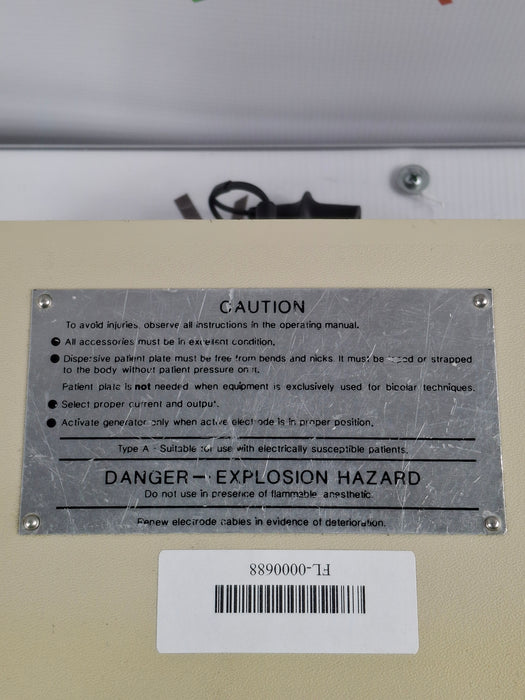 CAUTION
To avoid injuries, observe all instructions in the operating manual.
● All accessories must be in excellent condition.
● Dispersive patient plate must be free from bends and nicks. It must be or strapped
to the body without patient pressure on it.
Patient plate is not needed when equipment is exclusively used for bipolar techniques.
● Select proper current and output.
● Activate generator only when active electrode is in proper position.
Type A - Suitable for use with electrically susceptible patients.
DANGER - EXPLOSION HAZARD
Do not use in presence of flammable anesthetic.
Renew electrode cables in evidence of deterioration.
FL-0000688